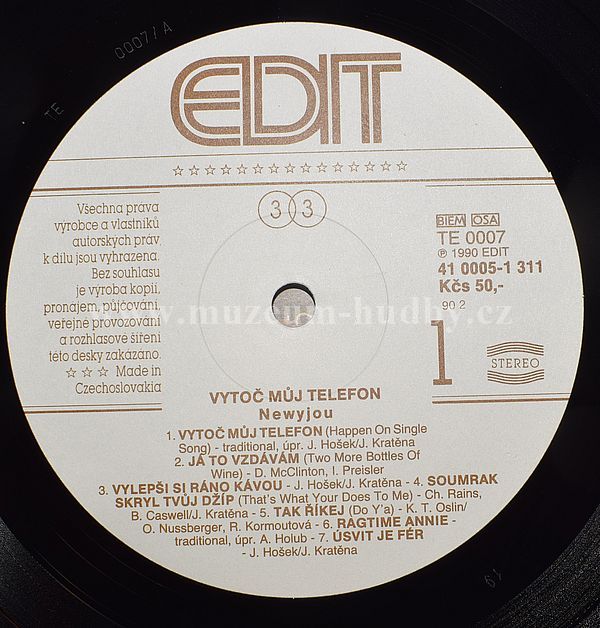 0007/A
TE
EDIT
☆☆☆☆☆☆☆☆☆☆☆☆☆☆☆☆
33
Všechna práva
výrobce a vlastníků
autorských práv
k dílu jsou vyhrazena.
Bez souhlasu
je výroba kopií,
pronajem, půjčování,
veřejné provozování
a rozhlasové šíření
této desky zakázáno.
☆☆☆ Made in
Czechoslovakia
BIEM OSA
TE 0007
℗ 1990 EDIT
41 0005-1 311
Kčs 50,-
90 2
1
STEREO
www.muzeum-hudby.cz
VYTOČ MŮJ TELEFON
Newyjou
1. VYTOČ MŮJ TELEFON (Happen On Single
Song) - traditional, úpr. J. Hošek/J. Kratěna
2. JÁ TO VZDÁVÁM (Two More Bottles Of
Wine) - D. McClinton, I. Preisler
3. VYLEPŠI SI RÁNO KÁVOU - J. Hošek/J. Kratěna - 4. SOUMRAK
SKRYL TVŮJ DŽÍP (That's What Your Does To Me) - Ch. Rains,
B. Caswell/J. Kratěna - 5. TAK ŘÍKEJ (Do Y'a) - K. T. Oslin/
O. Nussberger, R. Kormoutová - 6. RAGTIME ANNIE -
traditional, úpr. A. Holub - 7. ÚSVIT JE FÉR
- J. Hošek/J. Kratěna